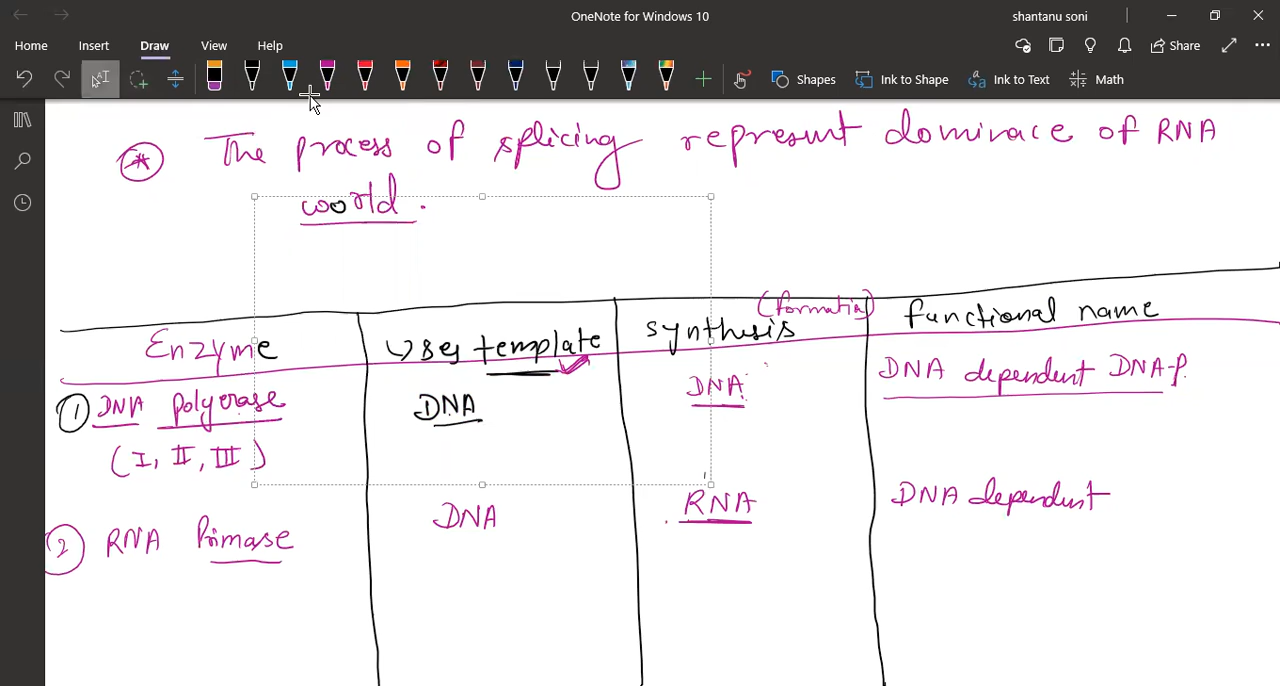 OneNote for Windows 10
shantanu soni
Home Insert Draw View Help
Share
Shapes Ink to Shape Ink to Text Math
* The process of splicing represent dominace of RNA
world.
Enzyme Uses template synthesis (formatia) functional name
① DNA polyerase DNA DNA DNA dependent DNA-P.
(I, II, III)
② RNA Primase DNA RNA DNA dependent